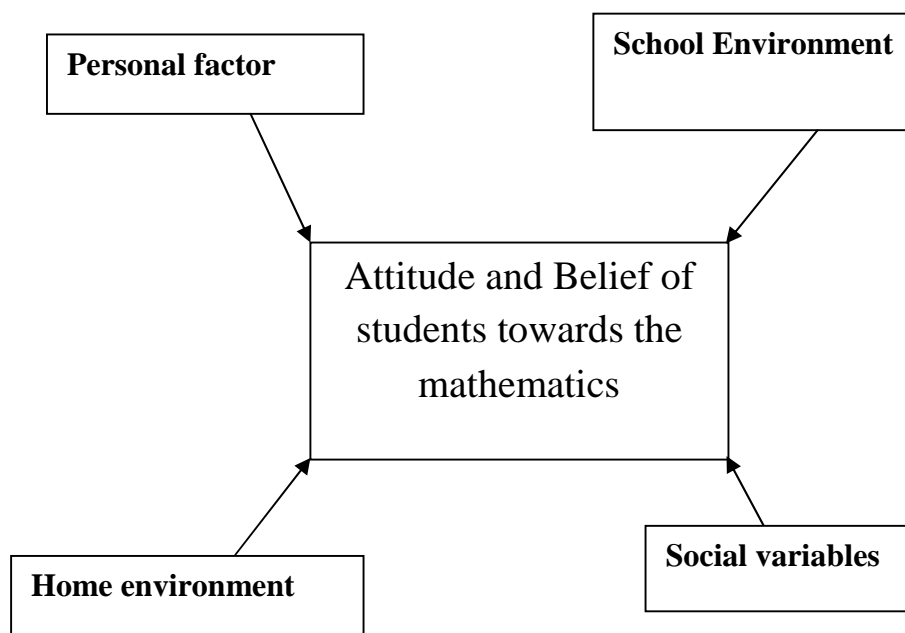 Personal factor
School Environment
Attitude and Belief of
students towards the
mathematics
Home environment
Social variables